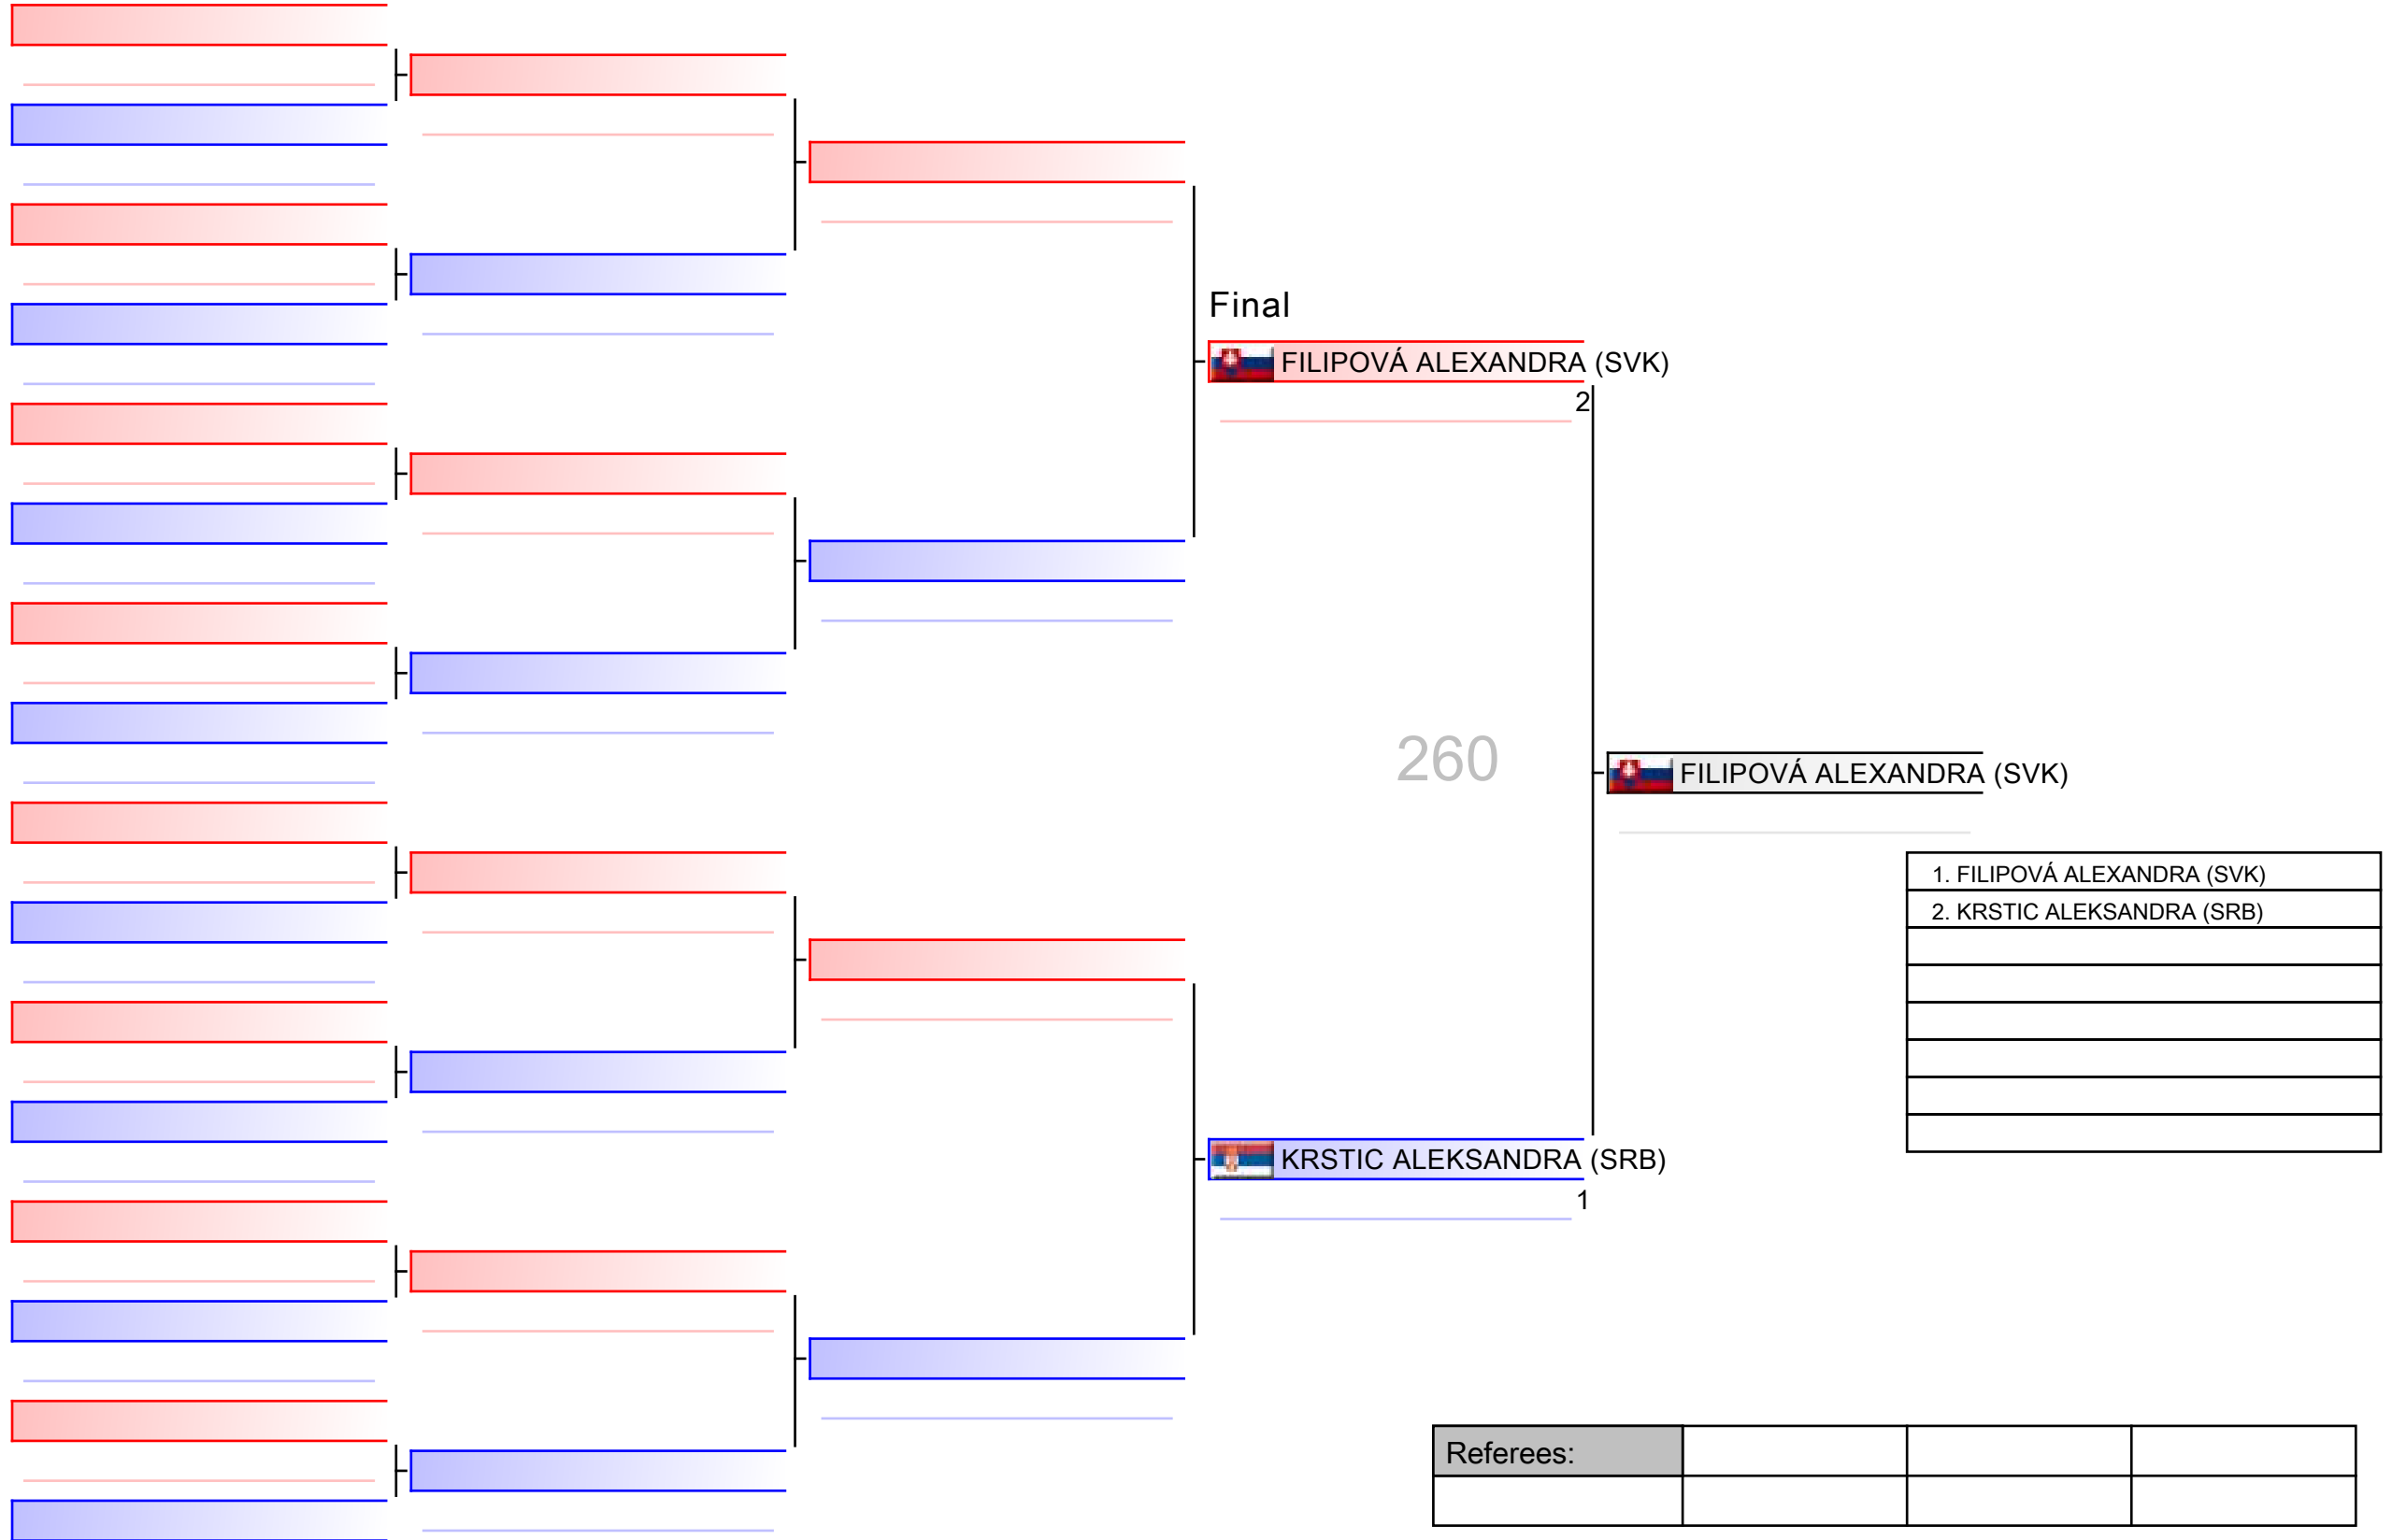 Final
FILIPOVÁ ALEXANDRA (SVK)
2
260
FILIPOVÁ ALEXANDRA (SVK)
1. FILIPOVÁ ALEXANDRA (SVK)
2. KRSTIC ALEKSANDRA (SRB)
KRSTIC ALEKSANDRA (SRB)
1
Referees: